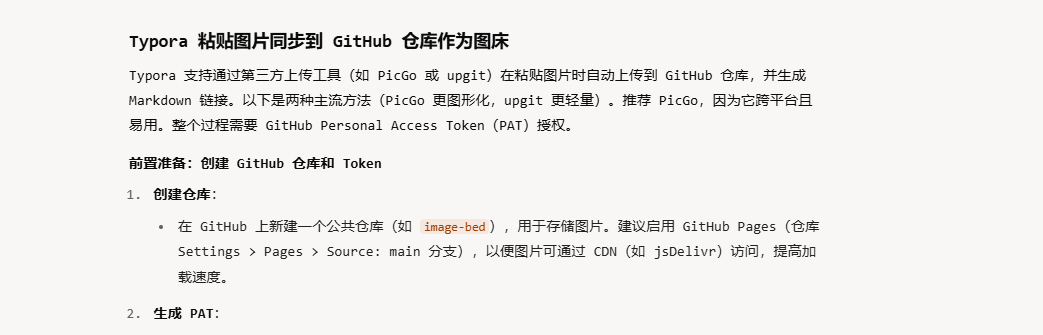 Typora 粘贴图片同步到 GitHub 仓库作为图床
Typora 支持通过第三方上传工具（如 PicGo 或 upgit）在粘贴图片时自动上传到 GitHub 仓库，并生成
Markdown 链接。以下是两种主流方法（PicGo 更图形化，upgit 更轻量）。推荐 PicGo，因为它跨平台且
易用。整个过程需要 GitHub Personal Access Token（PAT）授权。
前置准备：创建 GitHub 仓库和 Token
1. 创建仓库：
• 在 GitHub 上新建一个公共仓库（如 image-bed），用于存储图片。建议启用 GitHub Pages（仓库
Settings > Pages > Source: main 分支），以便图片可通过 CDN（如 jsDelivr）访问，提高加
载速度。
2. 生成 PAT：